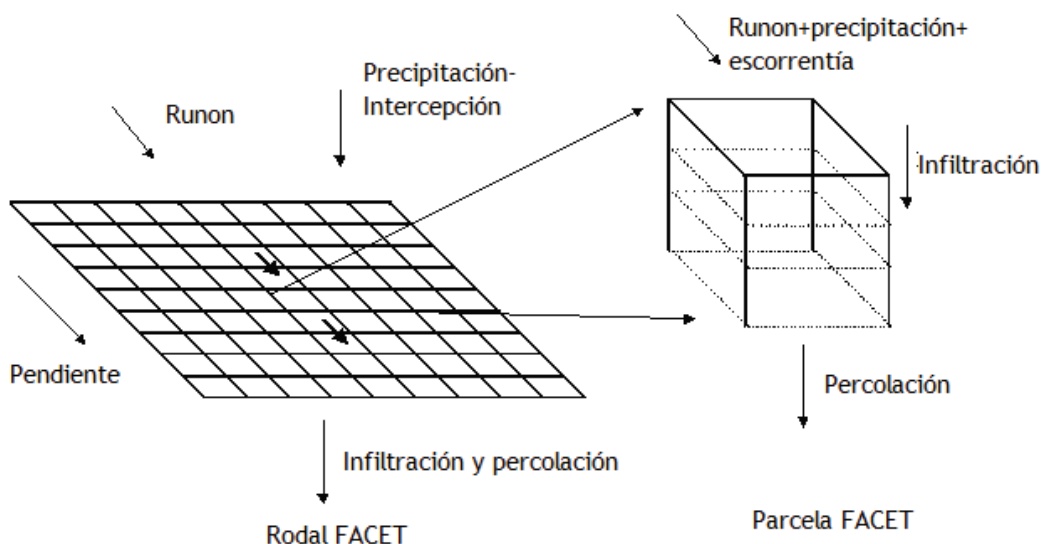 Runon+precipitación+
escorrentía
Precipitación-
Intercepción
Runon
Infiltración
Pendiente
Percolación
Infiltración y percolación
Rodal FACET
Parcela FACET